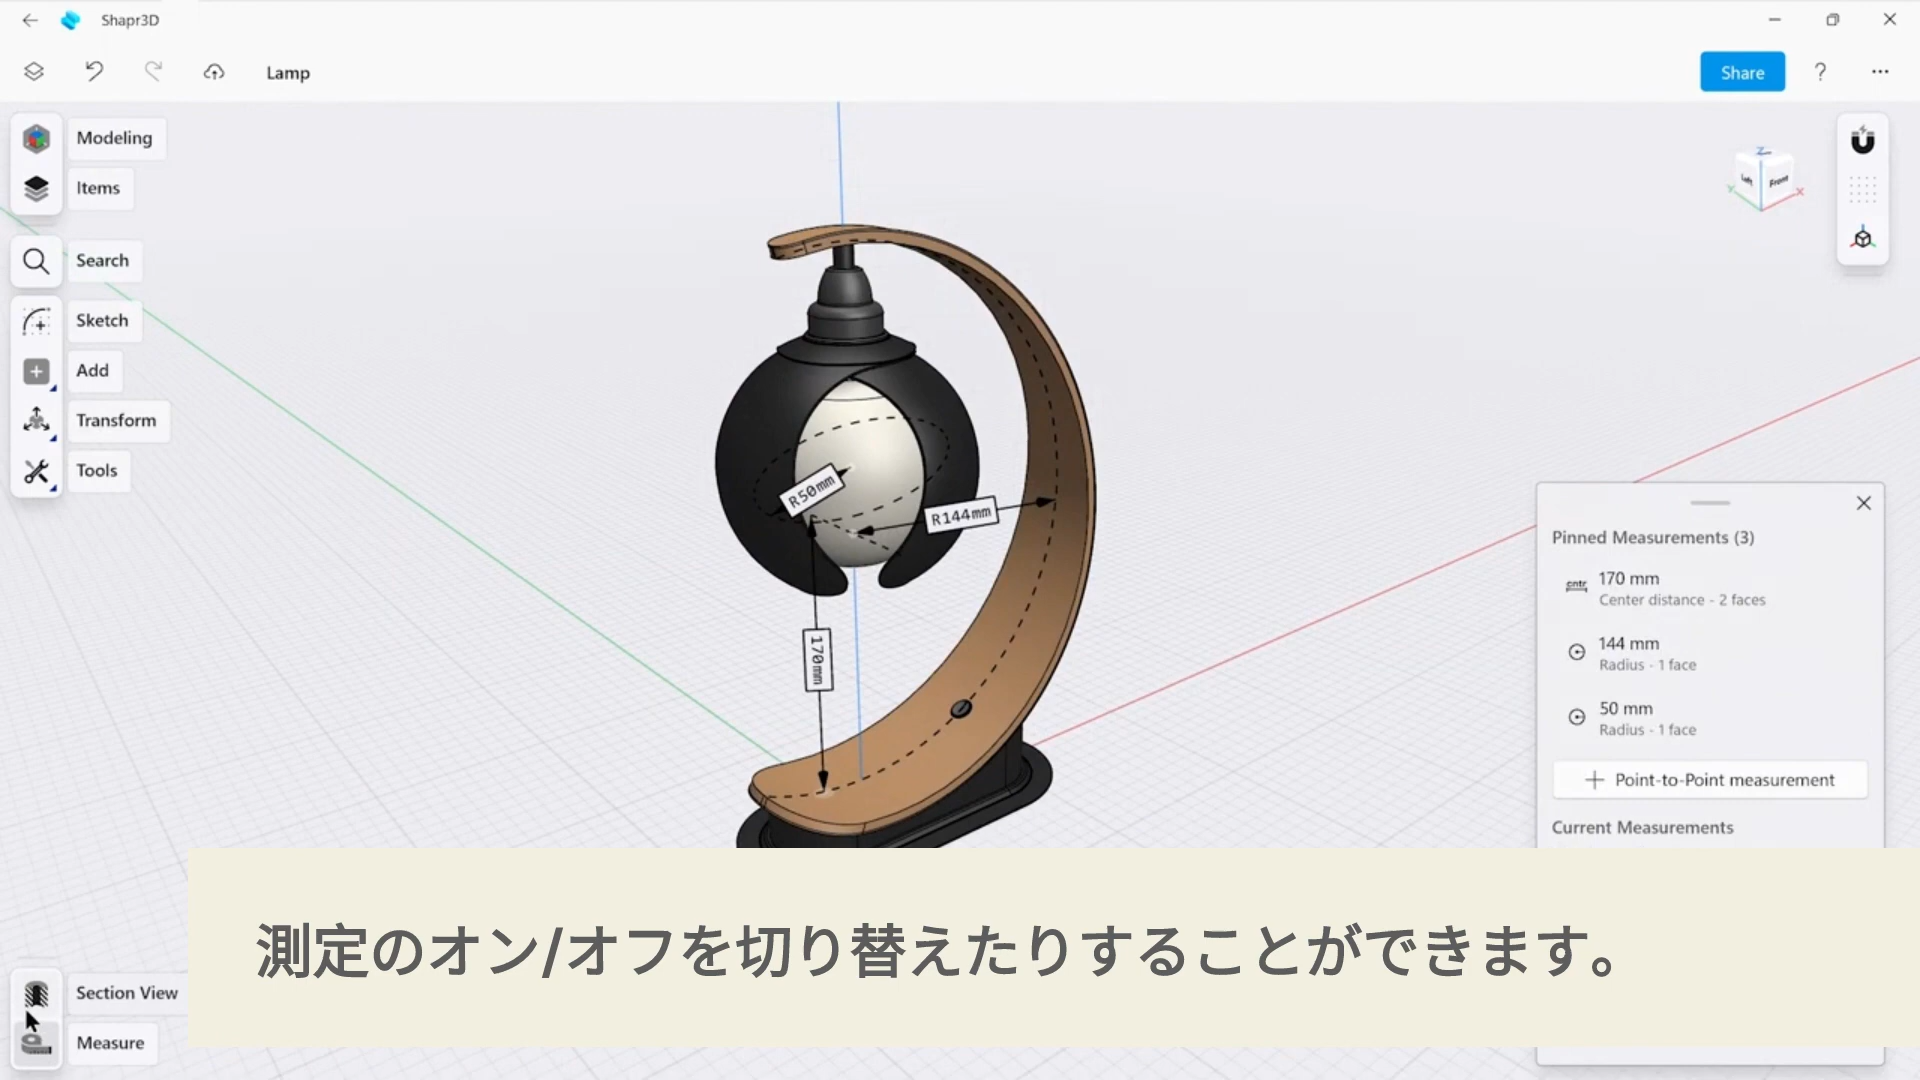 Shapr3D
Lamp
Share
?
Modeling
Items
Search
Sketch
Add
Transform
Tools
Z
Left
Front
Y
X
R50mm
R144mm
170mm
Pinned Measurements (3)
cntr
170 mm
Center distance - 2 faces
144 mm
Radius - 1 face
50 mm
Radius - 1 face
Point-to-Point measurement
Current Measurements
測定のオン/オフを切り替えたりすることができます。
Section View
Measure